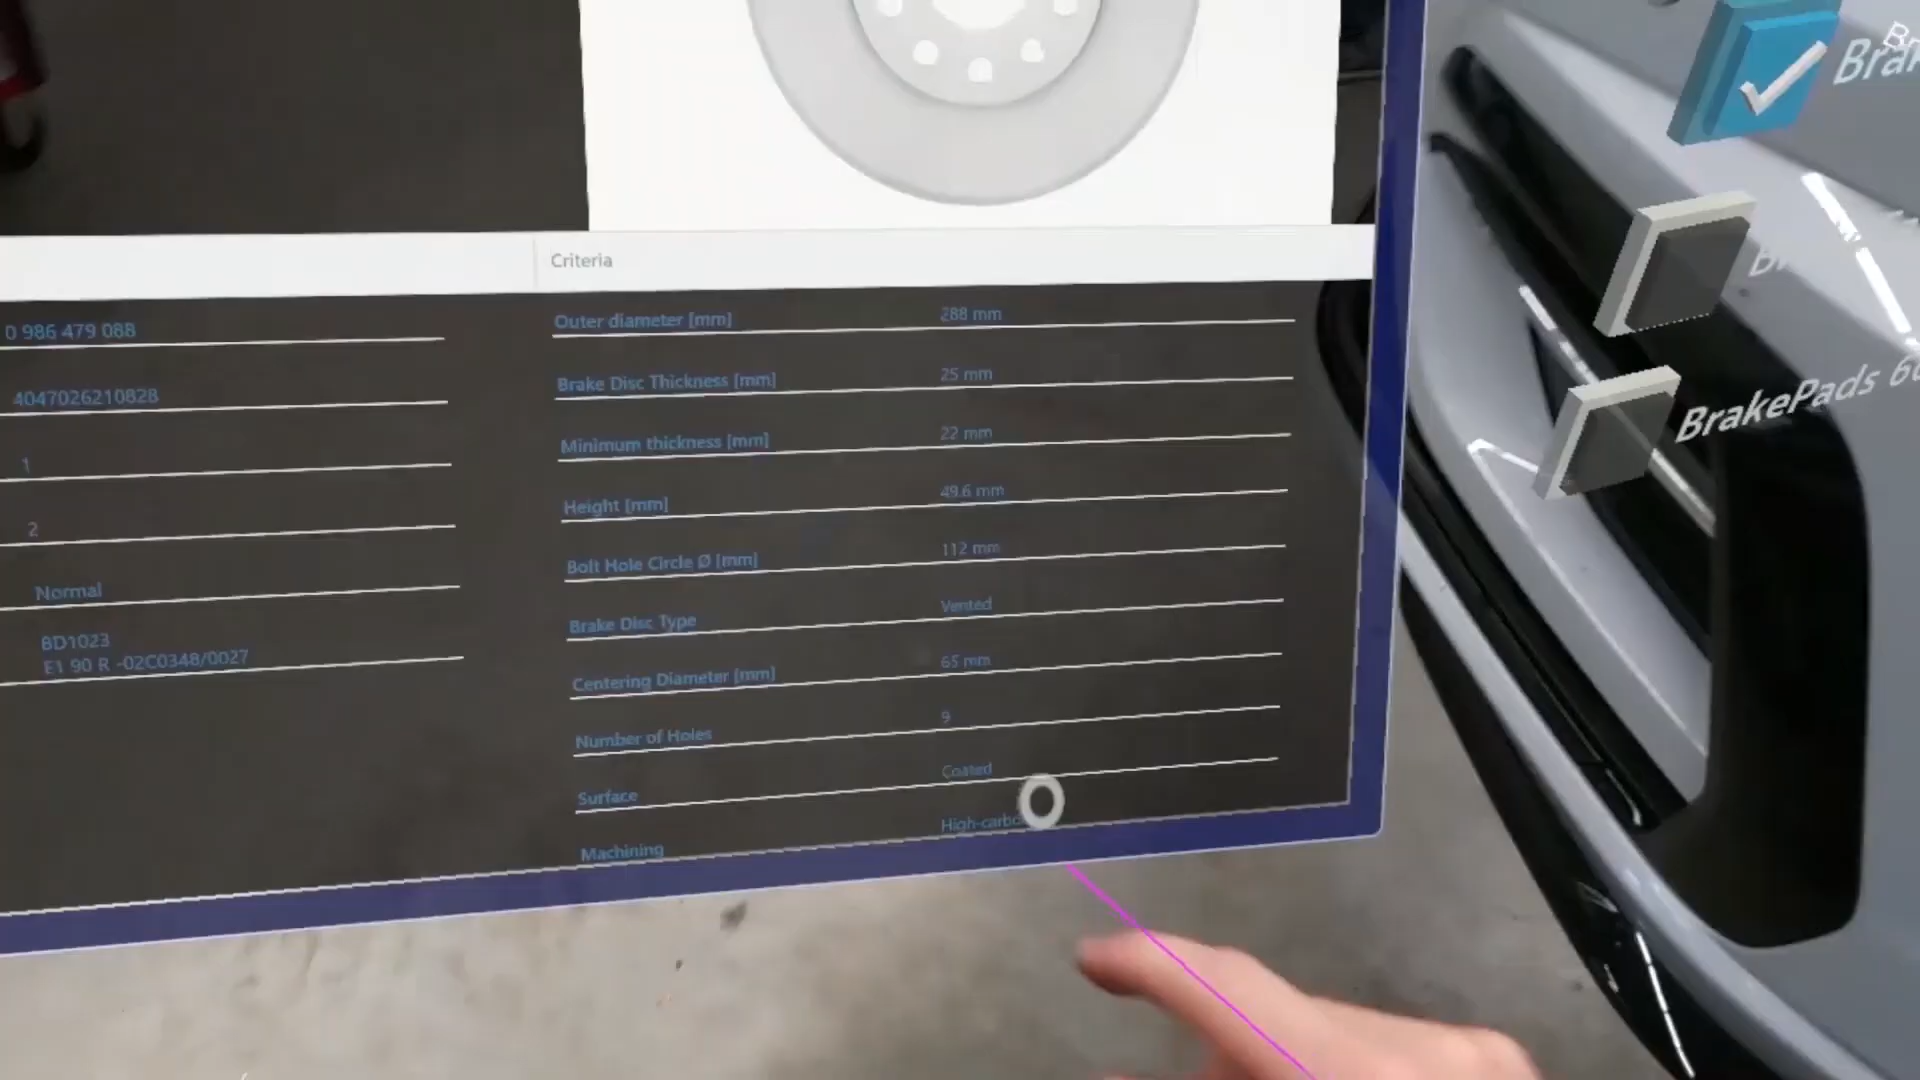 Criteria
0 986 479 088
4047026210828
1
2
Normal
BD1023
E1 90 R -02C0348/0027
Outer diameter [mm] 288 mm
Brake Disc Thickness [mm] 25 mm
Minimum thickness [mm] 22 mm
Height [mm] 49.6 mm
Bolt Hole Circle Ø [mm] 112 mm
Brake Disc Type Vented
Centering Diameter [mm] 65 mm
Number of Holes 9
Surface Coated
Machining
BrakePads